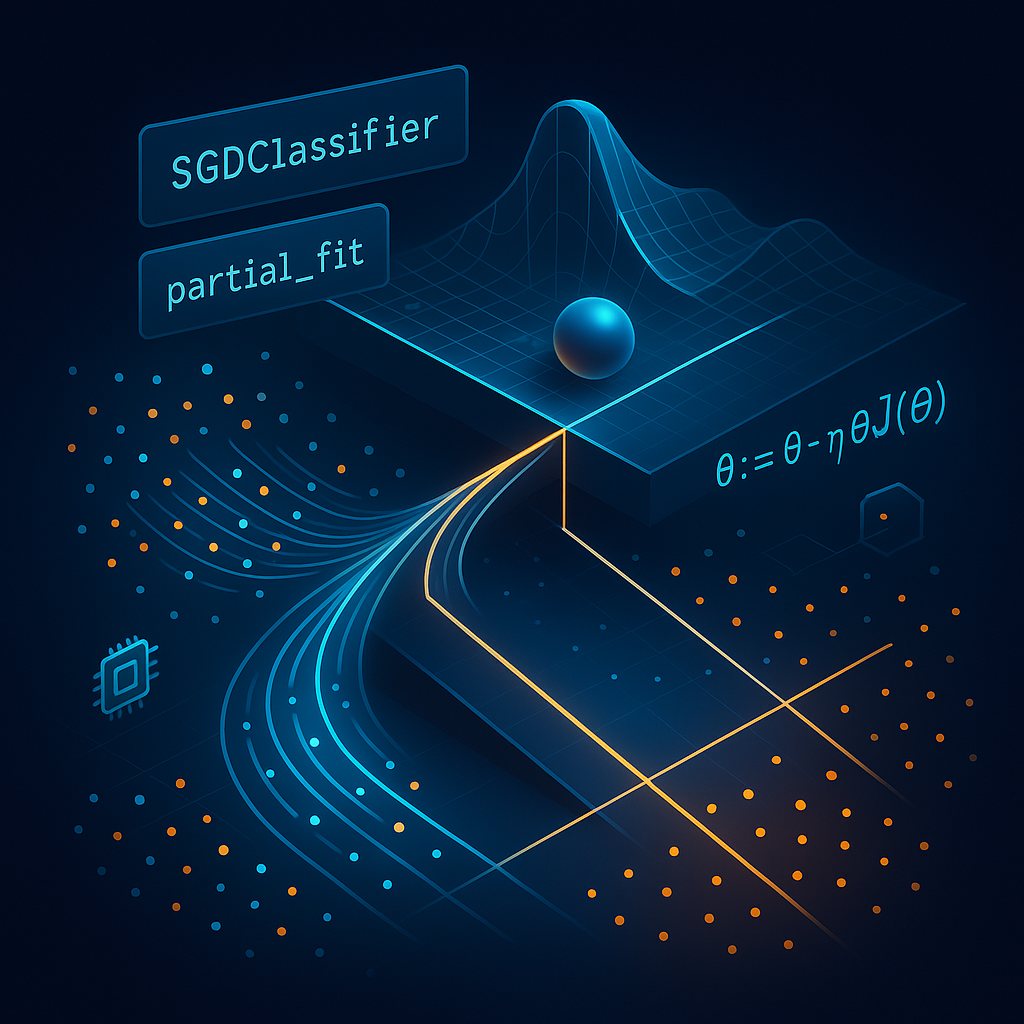 SGDClassifier
partial_fit
θ:=θ-ηθJ(θ)